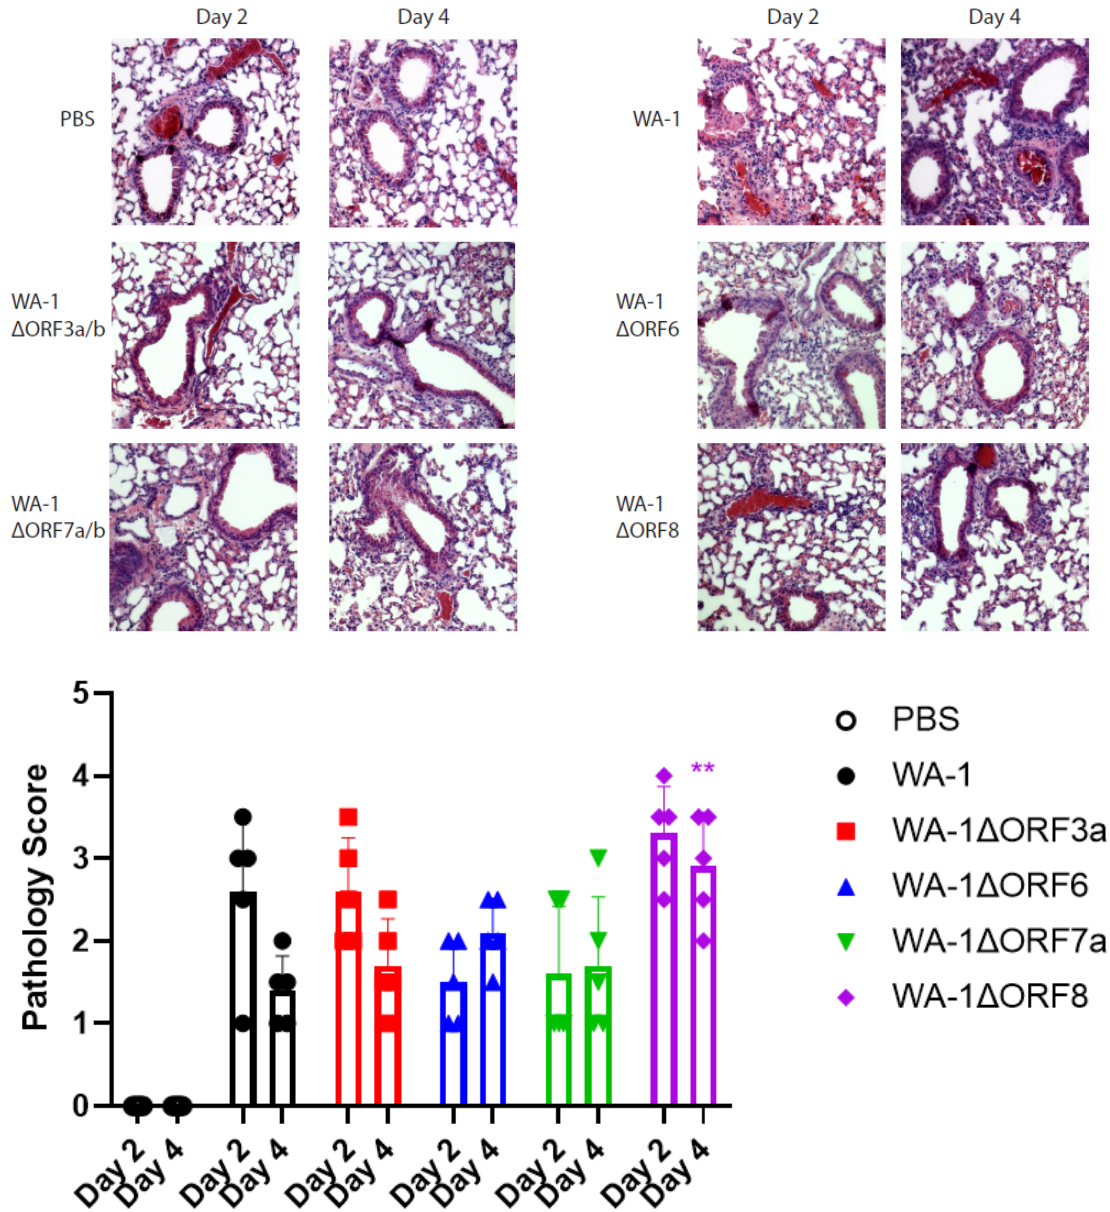 Day 2
Day 4
Day 2
Day 4
PBS
WA-1
WA-1
ΔORF3a/b
WA-1
ΔORF6
WA-1
ΔORF7a/b
WA-1
ΔORF8
Pathology Score
5
4
3
2
1
0
**
PBS
WA-1
WA-1ΔORF3a
WA-1ΔORF6
WA-1ΔORF7a
WA-1ΔORF8
Day 2
Day 4
Day 2
Day 4
Day 2
Day 4
Day 2
Day 4
Day 2
Day 4
Day 2
Day 4